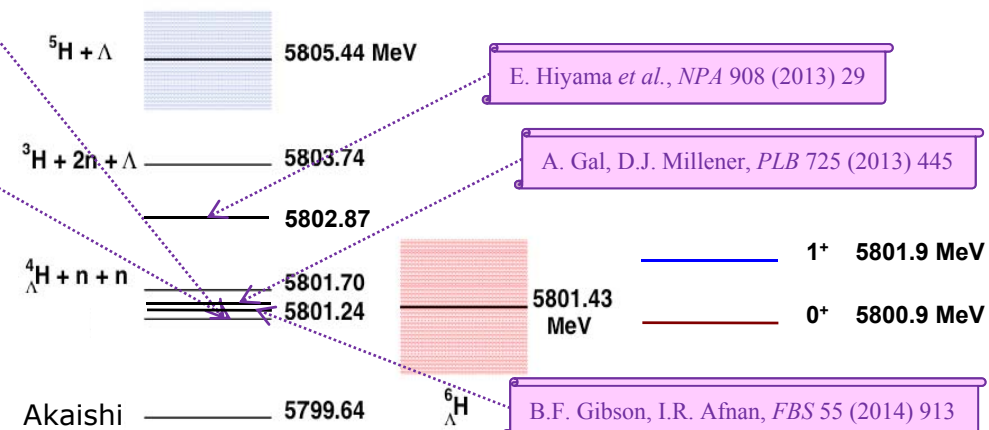 ⁵H + Λ 5805.44 MeV
E. Hiyama et al., NPA 908 (2013) 29
³H + 2n + Λ 5803.74
A. Gal, D.J. Millener, PLB 725 (2013) 445
5802.87
1⁺ 5801.9 MeV
⁴ΛH + n + n 5801.70
5801.24
5801.43
MeV
0⁺ 5800.9 MeV
Akaishi 5799.64
⁶ΛH
B.F. Gibson, I.R. Afnan, FBS 55 (2014) 913